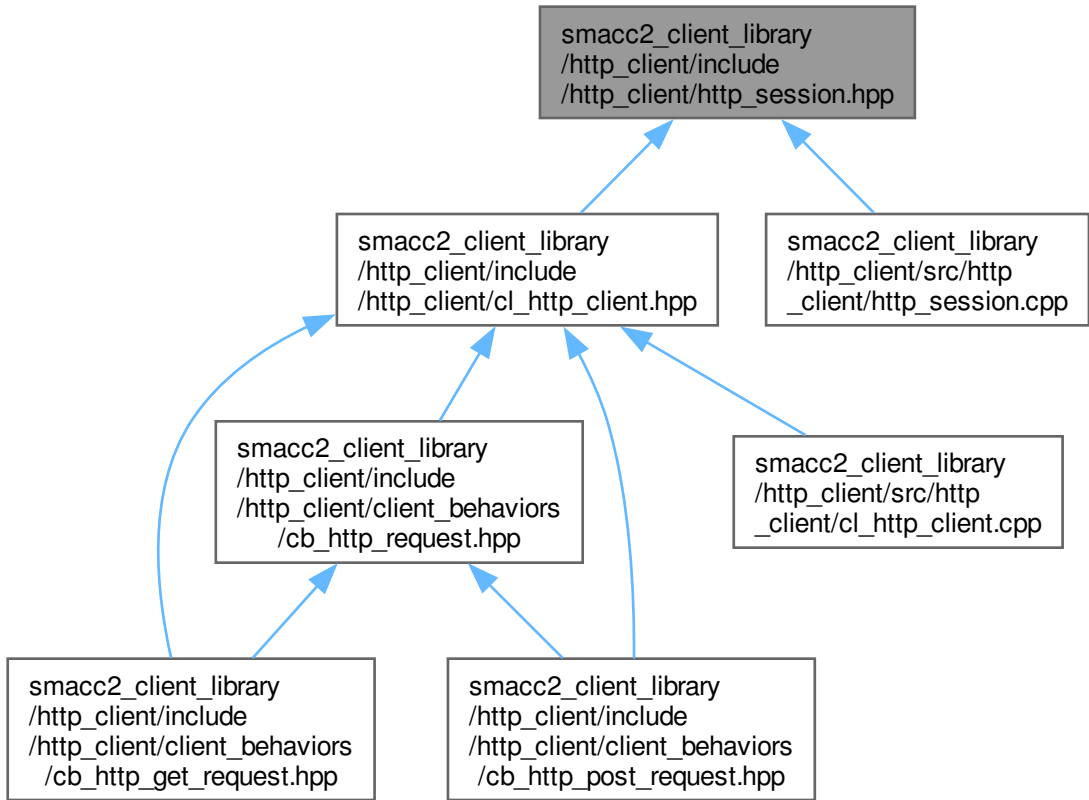 smacc2_client_library
/http_client/include
/http_client/http_session.hpp
smacc2_client_library
/http_client/include
/http_client/cl_http_client.hpp
smacc2_client_library
/http_client/src/http
_client/http_session.cpp
smacc2_client_library
/http_client/include
/http_client/client_behaviors
/cb_http_request.hpp
smacc2_client_library
/http_client/src/http
_client/cl_http_client.cpp
smacc2_client_library
/http_client/include
/http_client/client_behaviors
/cb_http_get_request.hpp
smacc2_client_library
/http_client/include
/http_client/client_behaviors
/cb_http_post_request.hpp